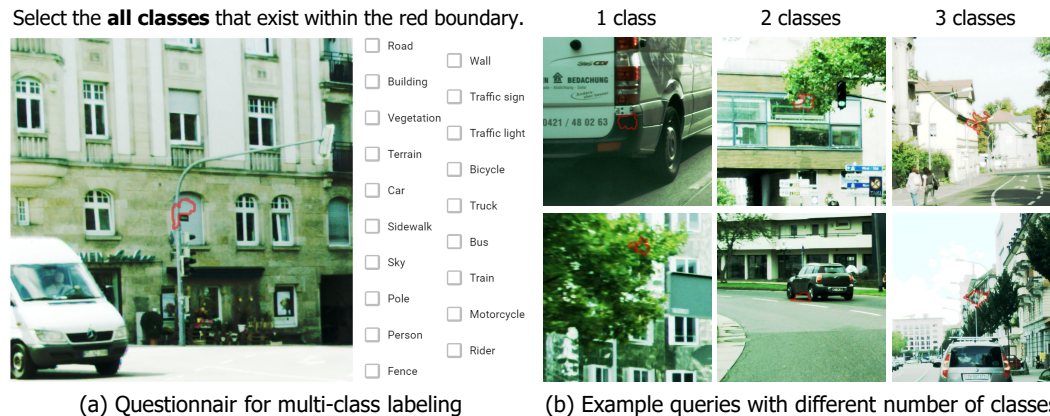 Select the all classes that exist within the red boundary.
1 class
2 classes
3 classes
Road
Building
Vegetation
Terrain
Car
Sidewalk
Sky
Pole
Person
Fence
Wall
Traffic sign
Traffic light
Bicycle
Truck
Bus
Train
Motorcycle
Rider
BEDACHUNG
0421 / 48 02 63
(a) Questionnair for multi-class labeling
(b) Example queries with different number of classes